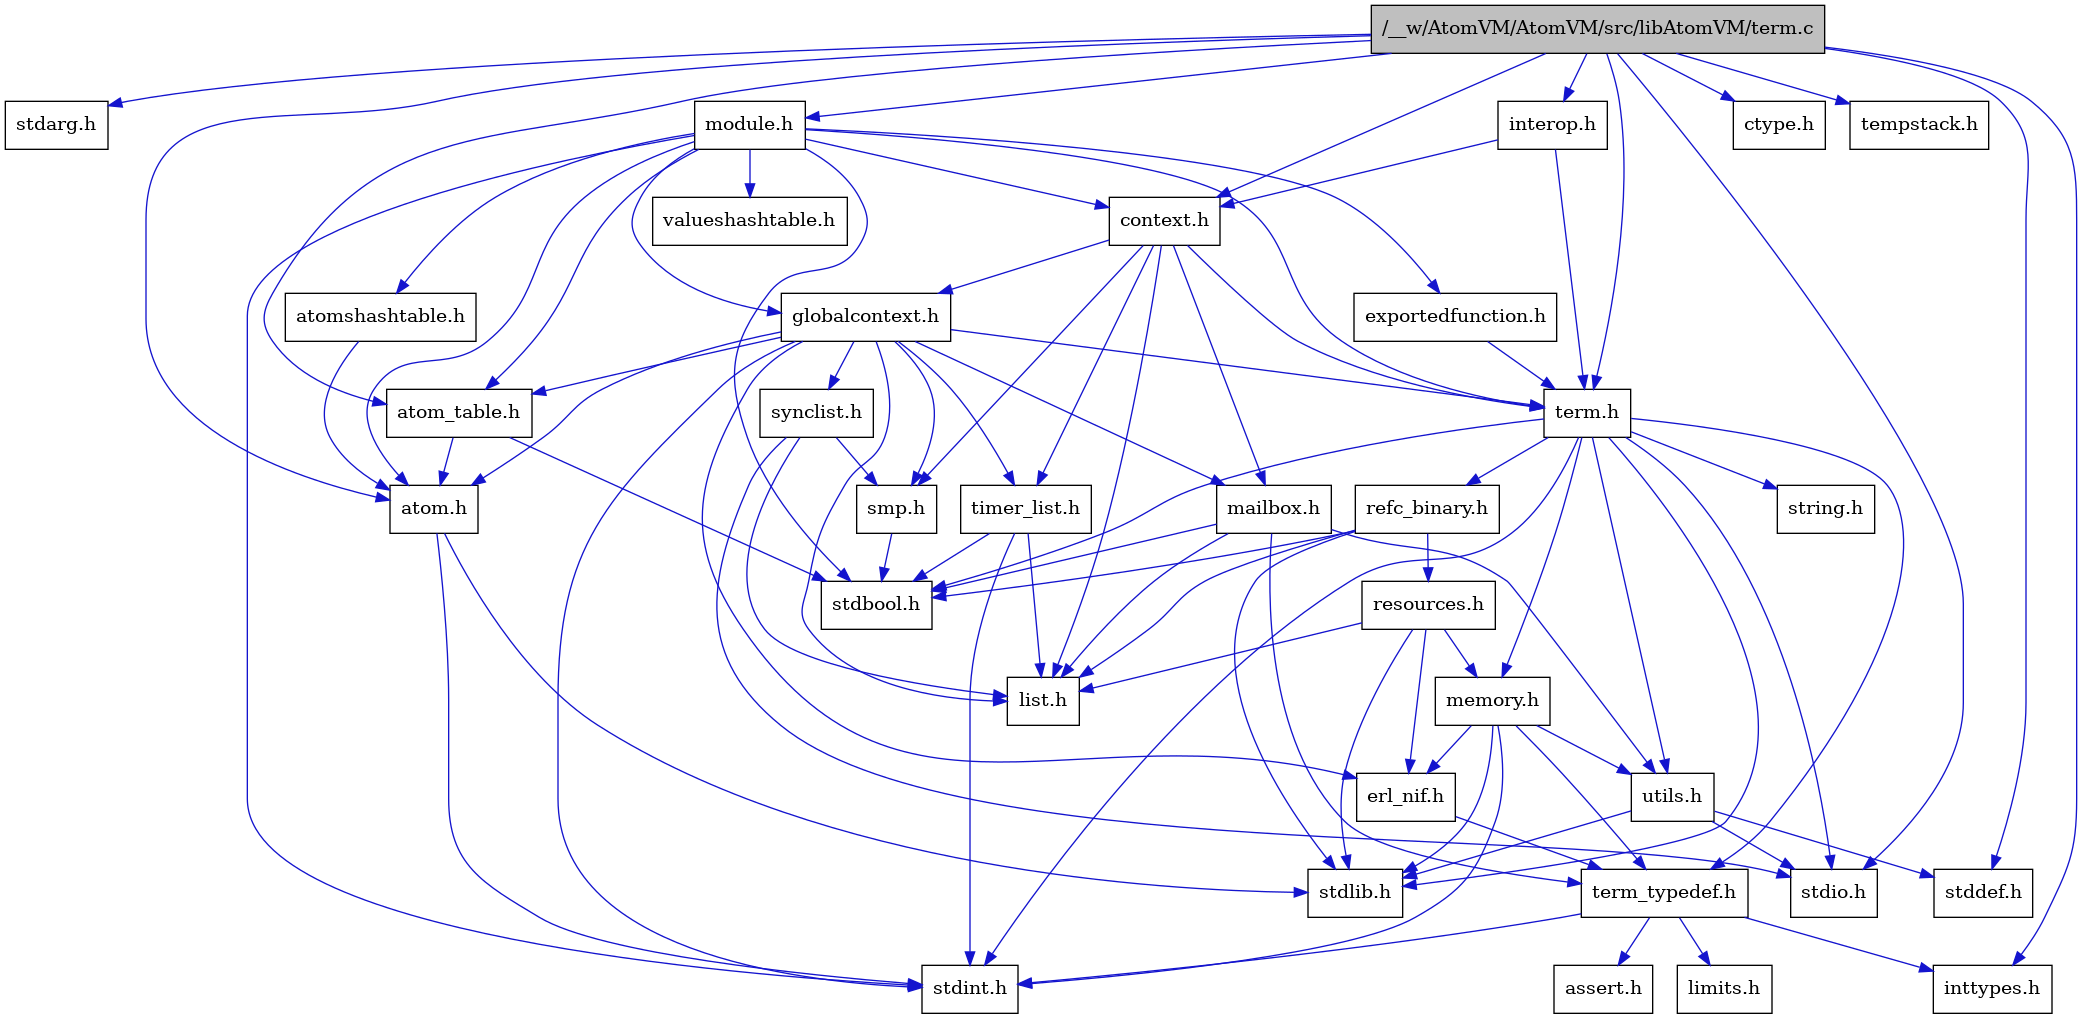 /__w/AtomVM/AtomVM/src/libAtomVM/term.c
stdarg.h
module.h
interop.h
ctype.h
tempstack.h
valueshashtable.h
context.h
atomshashtable.h
globalcontext.h
exportedfunction.h
atom_table.h
synclist.h
term.h
atom.h
smp.h
timer_list.h
mailbox.h
refc_binary.h
string.h
stdbool.h
resources.h
list.h
memory.h
erl_nif.h
utils.h
stdlib.h
term_typedef.h
stdio.h
stddef.h
stdint.h
assert.h
limits.h
inttypes.h